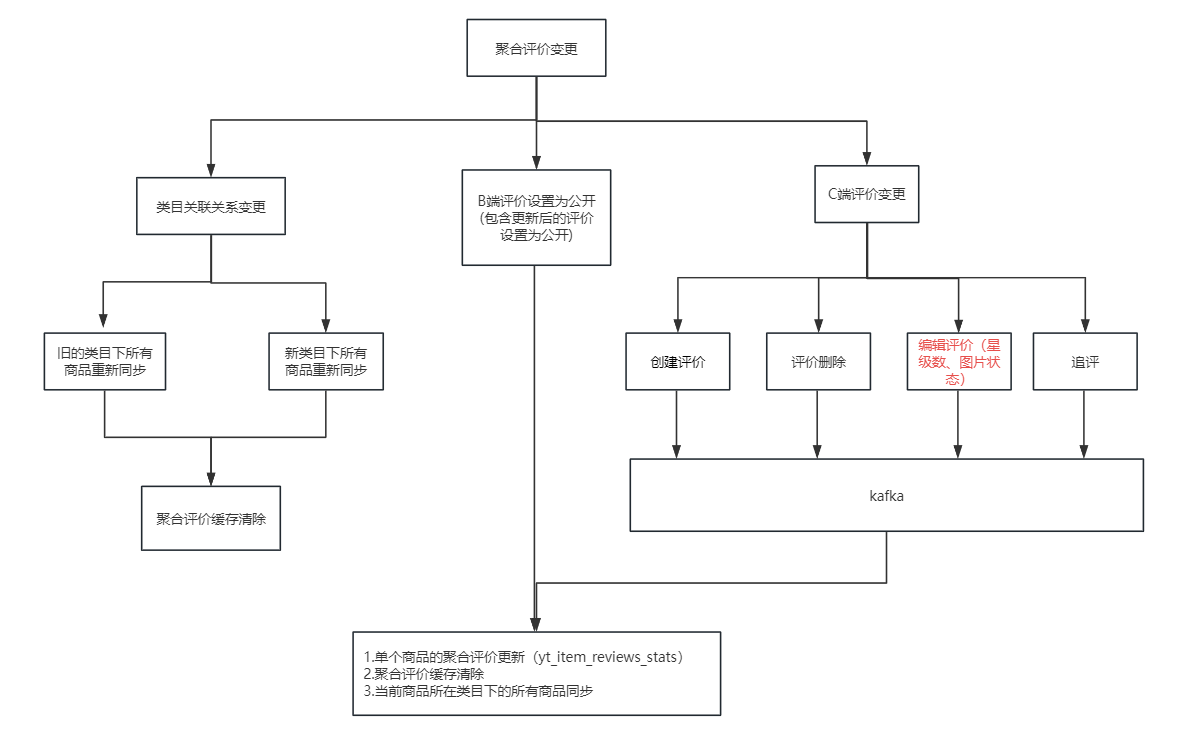 聚合评价变更
类目关联关系变更
B端评价设置为公开
(包含更新后的评价
设置为公开)
C端评价变更
旧的类目下所有
商品重新同步
新类目下所有
商品重新同步
创建评价
评价删除
编辑评价（星
级数、图片状
态）
追评
聚合评价缓存清除
kafka
1.单个商品的聚合评价更新（yt_item_reviews_stats）
2.聚合评价缓存清除
3.当前商品所在类目下的所有商品同步